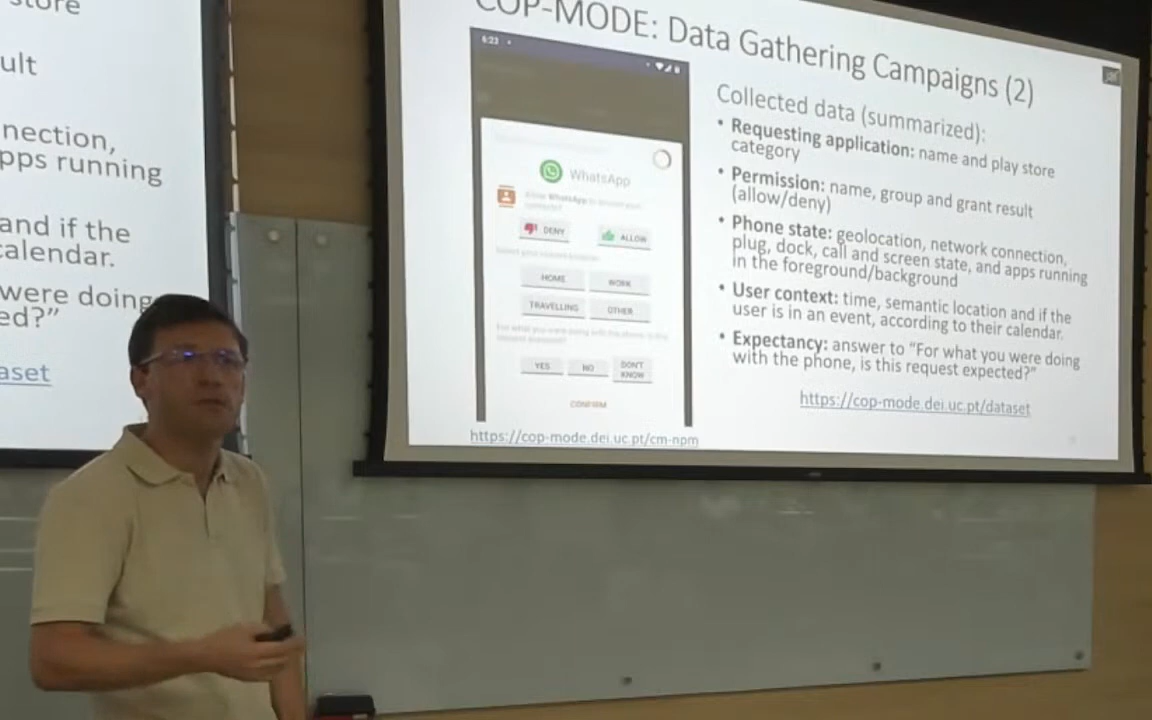 store
ult
nnection,
apps running
and if the
calendar.
were doing
ed?”
aset
COP-MODE: Data Gathering Campaigns (2)
6:23
WhatsApp
DENY
ALLOW
HOME
WORK
TRAVELLING
OTHER
YES
NO
DON'T
KNOW
CONFIRM
https://cop-mode.dei.uc.pt/cm-npm
Collected data (summarized):
• Requesting application: name and play store
category
• Permission: name, group and grant result
(allow/deny)
• Phone state: geolocation, network connection,
plug, dock, call and screen state, and apps running
in the foreground/background
• User context: time, semantic location and if the
user is in an event, according to their calendar.
• Expectancy: answer to “For what you were doing
with the phone, is this request expected?”
https://cop-mode.dei.uc.pt/dataset